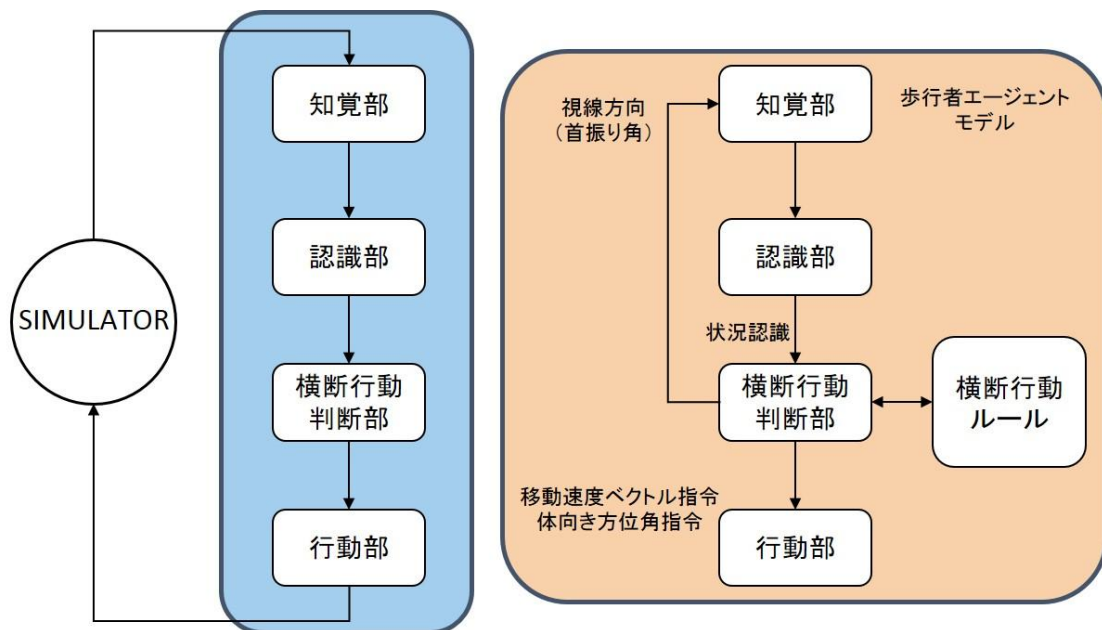 SIMULATOR
知覚部
認識部
横断行動
判断部
行動部
視線方向
(首振り角)
知覚部
歩行者エージェント
モデル
認識部
状況認識
横断行動
判断部
横断行動
ルール
移動速度ベクトル指令
体向き方位角指令
行動部